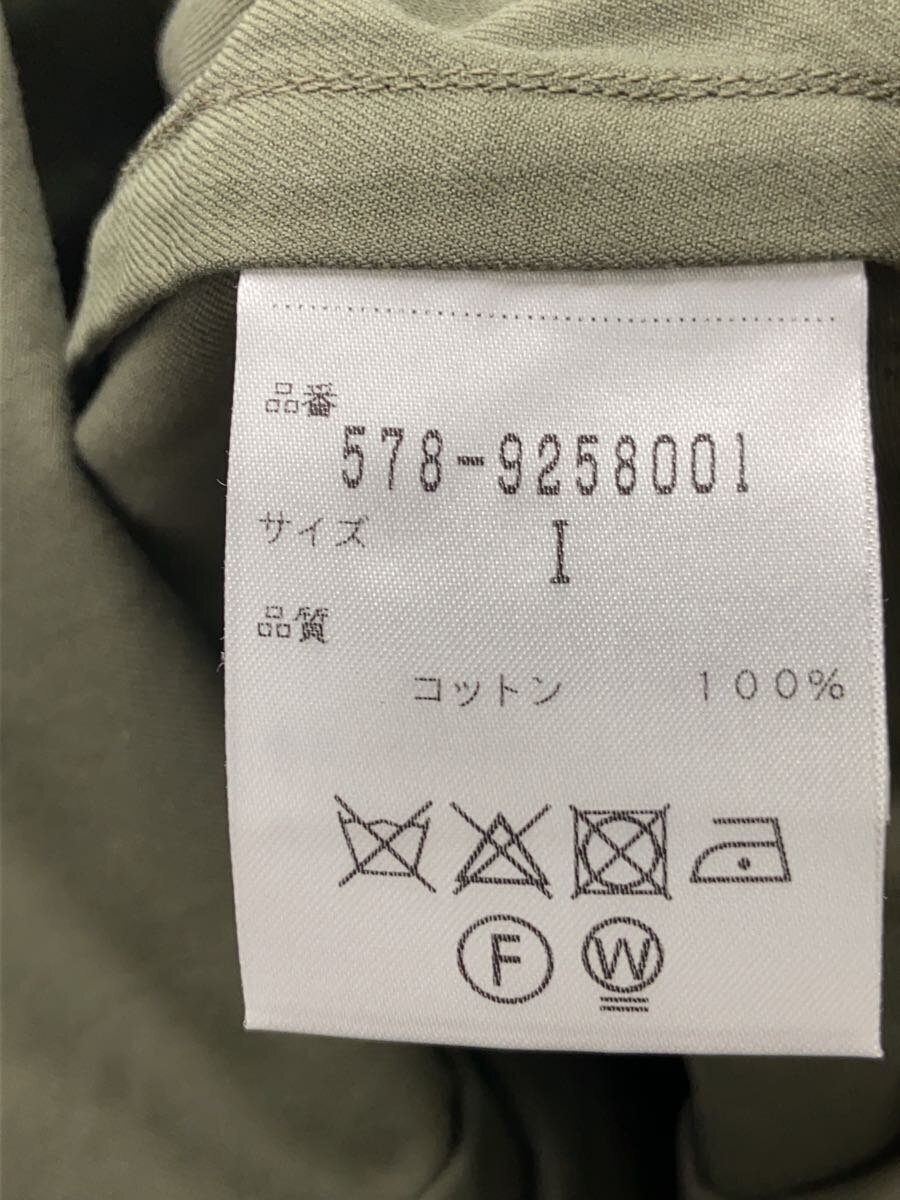 品番
578-9258001
サイズ I
品質
コットン 100%
F W